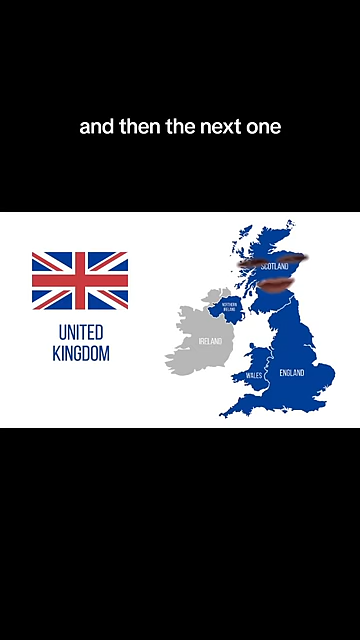 and then the next one
UNITED
KINGDOM
SCOTLAND
NORTHERN
IRELAND
IRELAND
WALES
ENGLAND